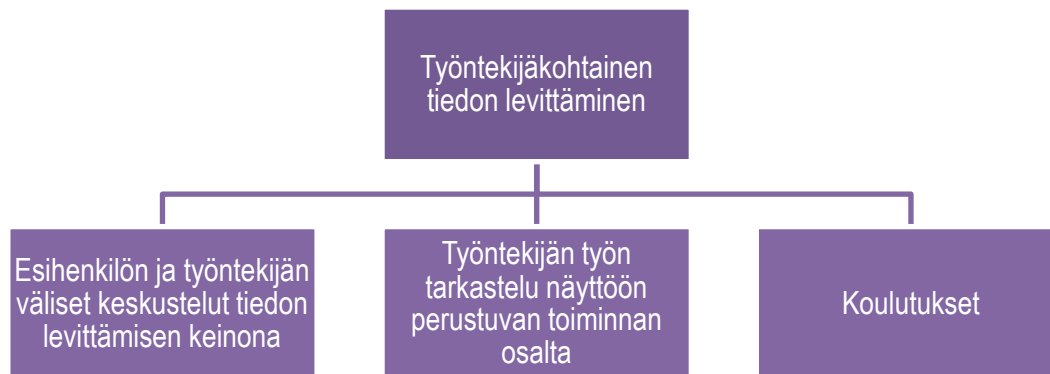 Työntekijäkohtainen
tiedon levittäminen
Esihenkilön ja työntekijän
väliset keskustelut tiedon
levittämisen keinona
Työntekijän työn
tarkastelu näyttöön
perustuvan toiminnan
osalta
Koulutukset